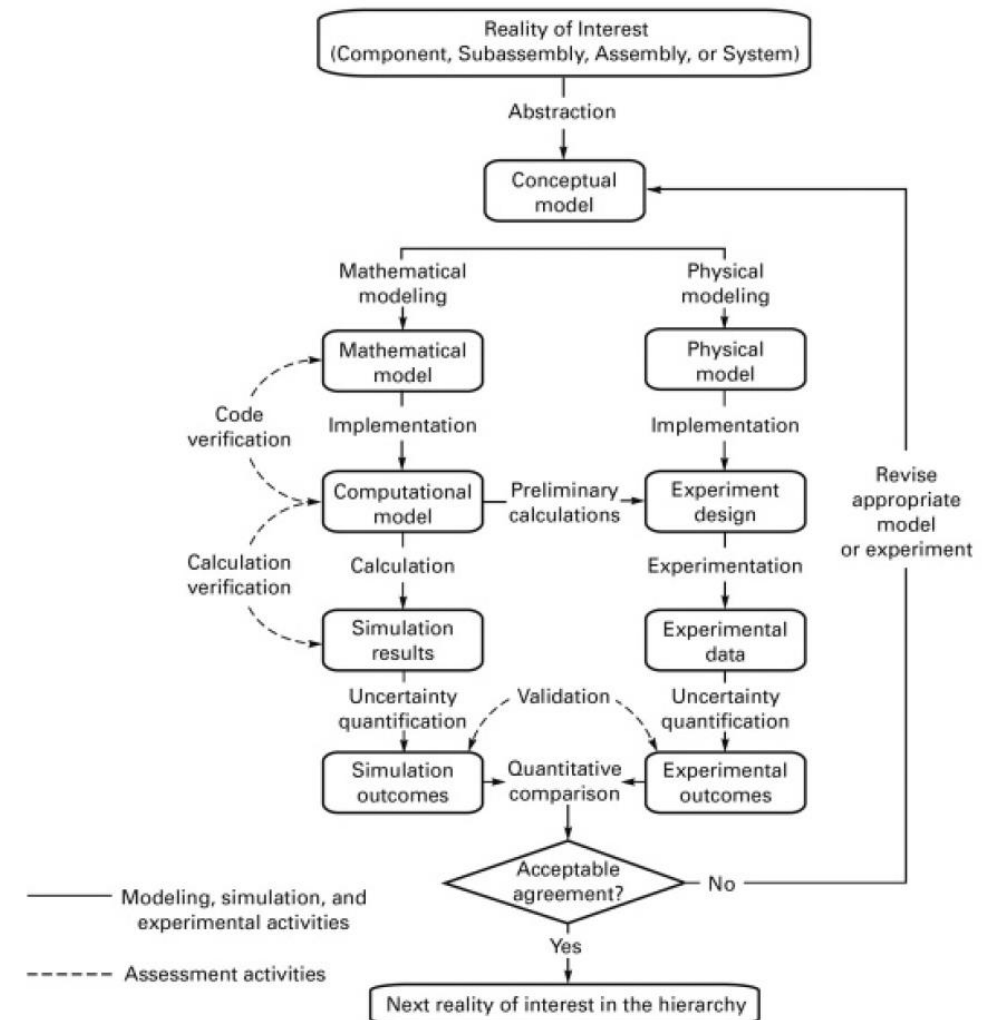 Reality of Interest
(Component, Subassembly, Assembly, or System)
Abstraction
Conceptual
model
Mathematical
modeling
Physical
modeling
Mathematical
model
Physical
model
Code
verification
Implementation
Implementation
Computational
model
Preliminary
calculations
Experiment
design
Revise
appropriate
model
or experiment
Calculation
verification
Calculation
Experimentation
Simulation
results
Experimental
data
Uncertainty
quantification
Validation
Uncertainty
quantification
Simulation
outcomes
Quantitative
comparison
Experimental
outcomes
Acceptable
agreement?
No
Modeling, simulation, and
experimental activities
Yes
Assessment activities
Next reality of interest in the hierarchy